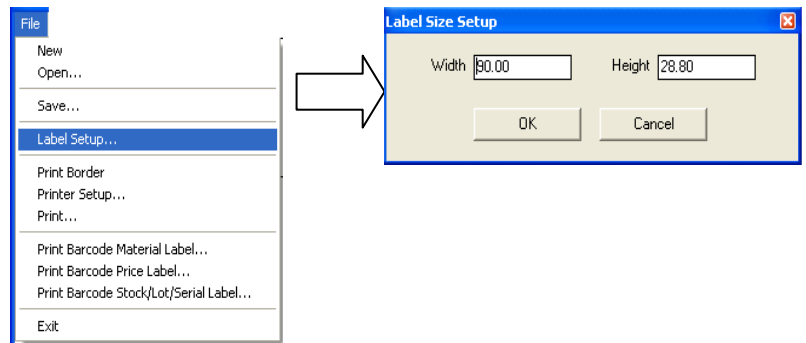 File
New
Open...
Save...
Label Setup...
Print Border
Printer Setup...
Print...
Print Barcode Material Label...
Print Barcode Price Label...
Print Barcode Stock/Lot/Serial Label...
Exit
Label Size Setup
Width 90.00 Height 28.80
OK Cancel